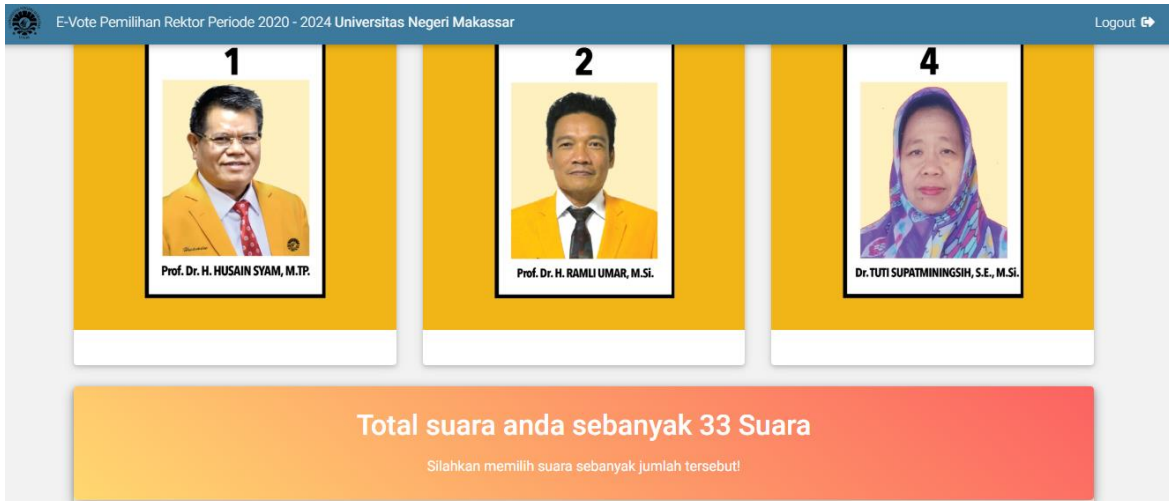 E-Vote Pemilihan Rektor Periode 2020 - 2024 Universitas Negeri Makassar
Logout
1
2
4
Prof. Dr. H. HUSAIN SYAM, M.TP.
Prof. Dr. H. RAMLI UMAR, M.Si.
Dr. TUTI SUPATMININGSIH, S.E., M.Si.
Total suara anda sebanyak 33 Suara
Silahkan memilih suara sebanyak jumlah tersebut!